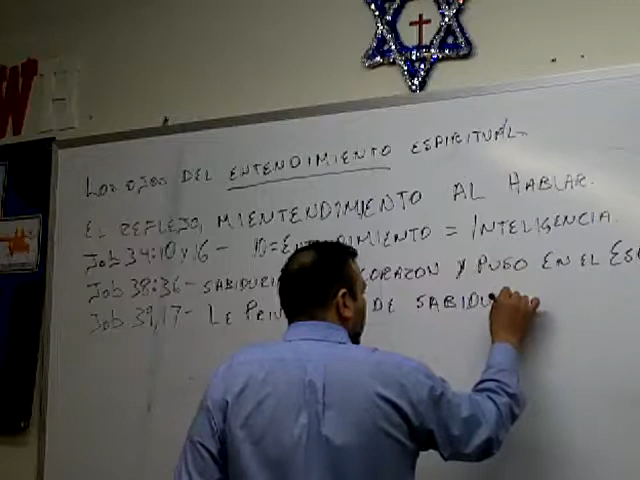 W H
LOS OJOS DEL ENTENDIMIENTO ESPIRITUAL
EL REFLEJO, MIENTENDIMIENTO AL HABLAR.
Job 34:10 y 16 - 10=ENTENDIMIENTO = INTELIGENCIA.
Job 38:36 - SABIDURI CORAZON Y PUSO EN EL ES
Job 39,17 - LE PRIV DE SABIDU